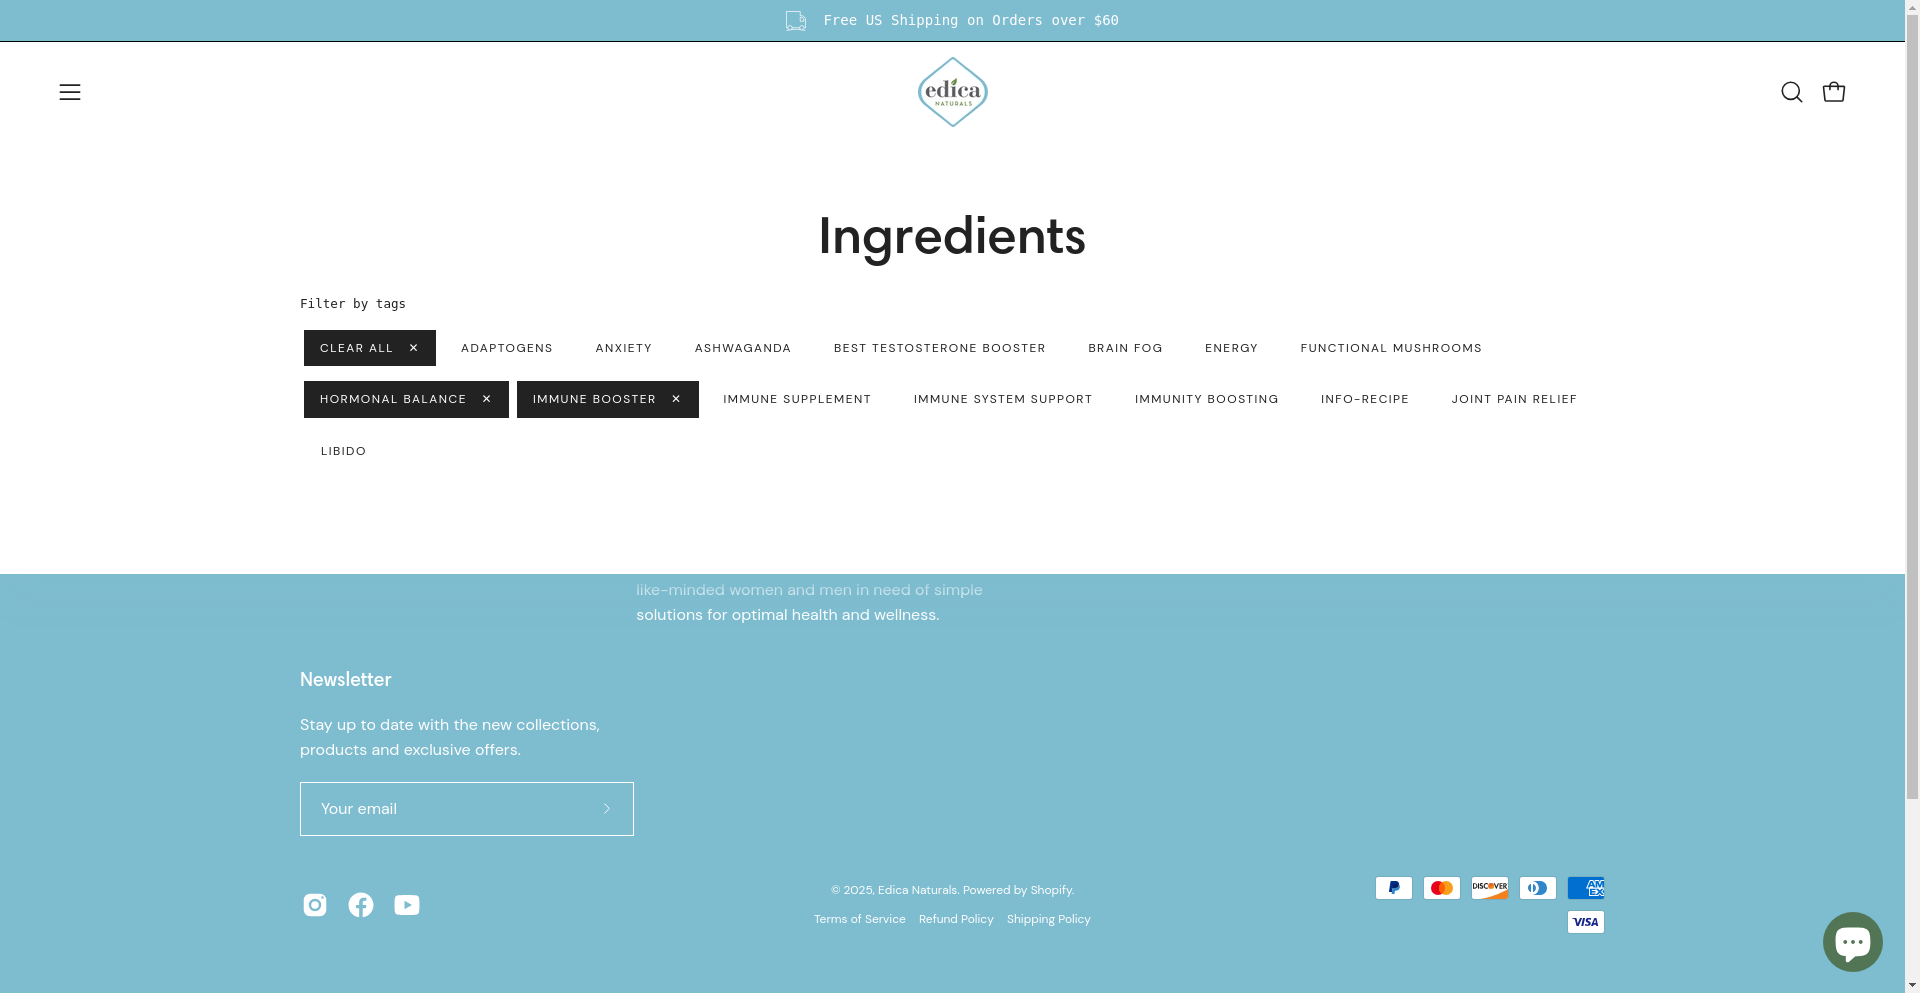 Free US Shipping on Orders over $60
edica
NATURALS
Ingredients
Filter by tags
CLEAR ALL ✕ ADAPTOGENS ANXIETY ASHWAGANDA BEST TESTOSTERONE BOOSTER BRAIN FOG ENERGY FUNCTIONAL MUSHROOMS
HORMONAL BALANCE ✕ IMMUNE BOOSTER ✕ IMMUNE SUPPLEMENT IMMUNE SYSTEM SUPPORT IMMUNITY BOOSTING INFO-RECIPE JOINT PAIN RELIEF
LIBIDO
like-minded women and men in need of simple
solutions for optimal health and wellness.
Newsletter
Stay up to date with the new collections,
products and exclusive offers.
Your email
© 2025, Edica Naturals. Powered by Shopify.
Terms of Service Refund Policy Shipping Policy
DISCOVER
AM
EX
VISA